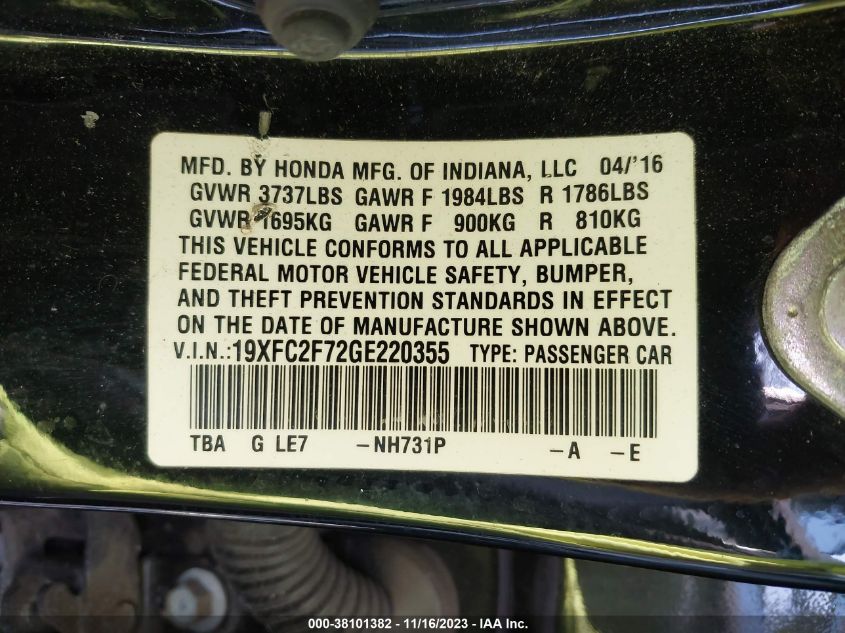 MFD. BY HONDA MFG. OF INDIANA, LLC 04/'16
GVWR 3737LBS GAWR F 1984LBS R 1786LBS
GVWR 1695KG GAWR F 900KG R 810KG
THIS VEHICLE CONFORMS TO ALL APPLICABLE
FEDERAL MOTOR VEHICLE SAFETY, BUMPER,
AND THEFT PREVENTION STANDARDS IN EFFECT
ON THE DATE OF MANUFACTURE SHOWN ABOVE.
V.I.N.:19XFC2F72GE220355 TYPE: PASSENGER CAR
TBA G LE7 -NH731P -A -E
000-38101382 - 11/16/2023 - IAA Inc.